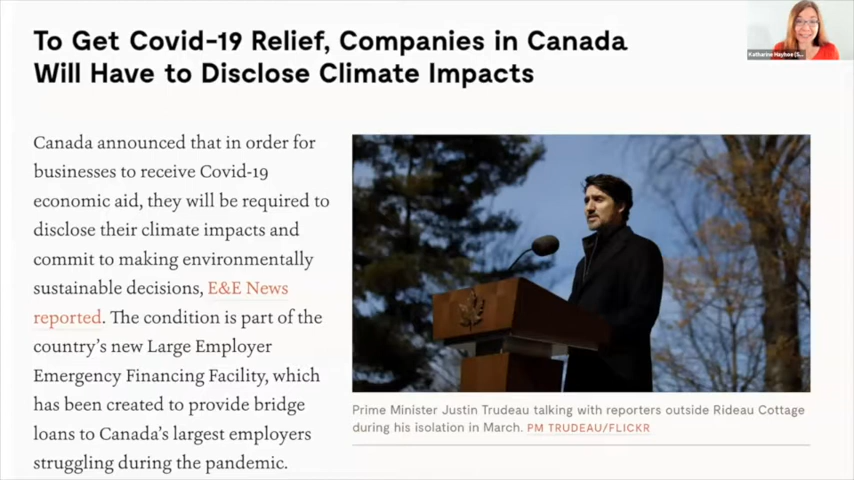 To Get Covid-19 Relief, Companies in Canada
Will Have to Disclose Climate Impacts
Katharine Hayhoe (S...
Canada announced that in order for
businesses to receive Covid-19
economic aid, they will be required to
disclose their climate impacts and
commit to making environmentally
sustainable decisions, E&E News
reported. The condition is part of the
country's new Large Employer
Emergency Financing Facility, which
has been created to provide bridge
loans to Canada's largest employers
struggling during the pandemic.
Prime Minister Justin Trudeau talking with reporters outside Rideau Cottage
during his isolation in March. PM TRUDEAU/FLICKR